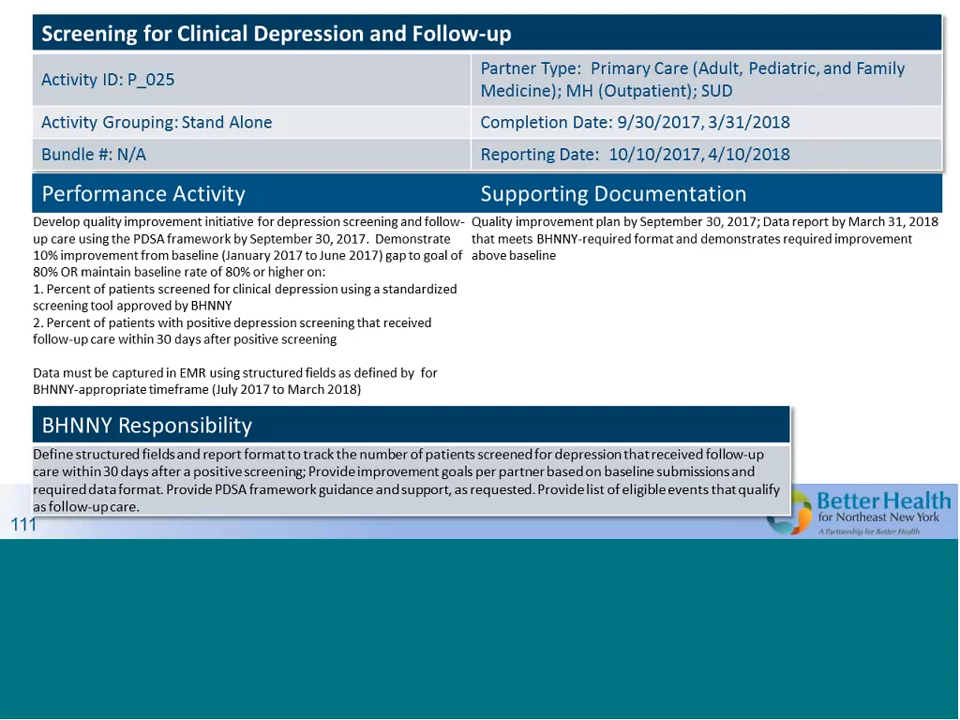 Screening for Clinical Depression and Follow-up
Activity ID: P_025
Partner Type: Primary Care (Adult, Pediatric, and Family
Medicine); MH (Outpatient); SUD
Activity Grouping: Stand Alone
Completion Date: 9/30/2017, 3/31/2018
Bundle #: N/A
Reporting Date: 10/10/2017, 4/10/2018
Performance Activity
Supporting Documentation
Develop quality improvement initiative for depression screening and follow-
up care using the PDSA framework by September 30, 2017. Demonstrate
10% improvement from baseline (January 2017 to June 2017) gap to goal of
80% OR maintain baseline rate of 80% or higher on:
1. Percent of patients screened for clinical depression using a standardized
screening tool approved by BHNNY
2. Percent of patients with positive depression screening that received
follow-up care within 30 days after positive screening
Data must be captured in EMR using structured fields as defined by for
BHNNY-appropriate timeframe (July 2017 to March 2018)
Quality improvement plan by September 30, 2017; Data report by March 31, 2018
that meets BHNNY-required format and demonstrates required improvement
above baseline
BHNNY Responsibility
Define structured fields and report format to track the number of patients screened for depression that received follow-up
care within 30 days after a positive screening; Provide improvement goals per partner based on baseline submissions and
required data format. Provide PDSA framework guidance and support, as requested. Provide list of eligible events that qualify
as follow-up care.
111
Better Health
for Northeast New York
A Partnership for Better Health